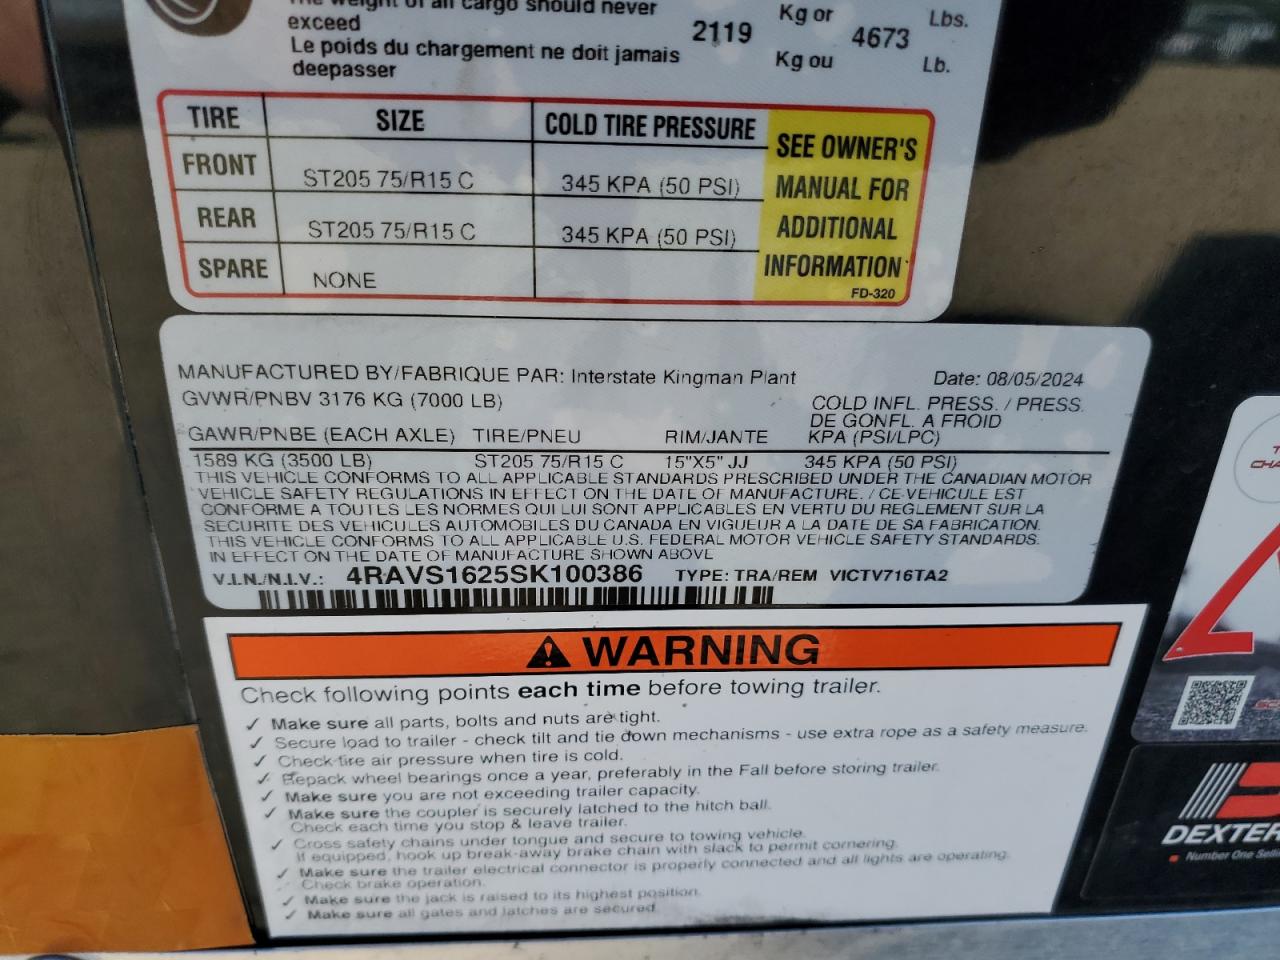 The weight of all cargo should never
exceed
Le poids du chargement ne doit jamais
deepasser
2119
Kg or
Kg ou
4673
Lbs.
Lb.
TIRE SIZE COLD TIRE PRESSURE
FRONT ST205 75/R15 C 345 KPA (50 PSI)
REAR ST205 75/R15 C 345 KPA (50 PSI)
SPARE NONE
SEE OWNER'S
MANUAL FOR
ADDITIONAL
INFORMATION
FD-320
MANUFACTURED BY/FABRIQUE PAR: Interstate Kingman Plant Date: 08/05/2024
GVWR/PNBV 3176 KG (7000 LB)
COLD INFL. PRESS. / PRESS.
DE GONFL. A FROID
GAWR/PNBE (EACH AXLE) TIRE/PNEU RIM/JANTE KPA (PSI/LPC)
1589 KG (3500 LB) ST205 75/R15 C 15"X5" JJ 345 KPA (50 PSI)
THIS VEHICLE CONFORMS TO ALL APPLICABLE STANDARDS PRESCRIBED UNDER THE CANADIAN MOTOR
VEHICLE SAFETY REGULATIONS IN EFFECT ON THE DATE OF MANUFACTURE. / CE VEHICULE EST
CONFORME A TOUTES LES NORMES QUI LUI SONT APPLICABLES EN VERTU DU REGLEMENT SUR LA
SECURITE DES VEHICULES AUTOMOBILES DU CANADA EN VIGUEUR A LA DATE DE SA FABRICATION.
THIS VEHICLE CONFORMS TO ALL APPLICABLE U.S. FEDERAL MOTOR VEHICLE SAFETY STANDARDS.
IN EFFECT ON THE DATE OF MANUFACTURE SHOWN ABOVE
V.I.N./N.I.V.: 4RAVS1625SK100386 TYPE: TRA/REM VICTV716TA2
WARNING
Check following points each time before towing trailer.
✓ Make sure all parts, bolts and nuts are tight.
✓ Secure load to trailer - check tilt and tie down mechanisms - use extra rope as a safety measure.
✓ Check tire air pressure when tire is cold.
✓ Repack wheel bearings once a year, preferably in the Fall before storing trailer.
✓ Make sure you are not exceeding trailer capacity.
✓ Make sure the coupler is securely latched to the hitch ball.
Check each time you stop & leave trailer.
✓ Cross safety chains under tongue and secure to towing vehicle.
If equipped, hook up break-away brake chain with slack to permit cornering.
✓ Make sure the trailer electrical connector is properly connected and all lights are operating.
✓ Check brake operation.
✓ Make sure the jack is raised to its highest position.
✓ Make sure all gates and latches are secured.
DEXTER
Number One